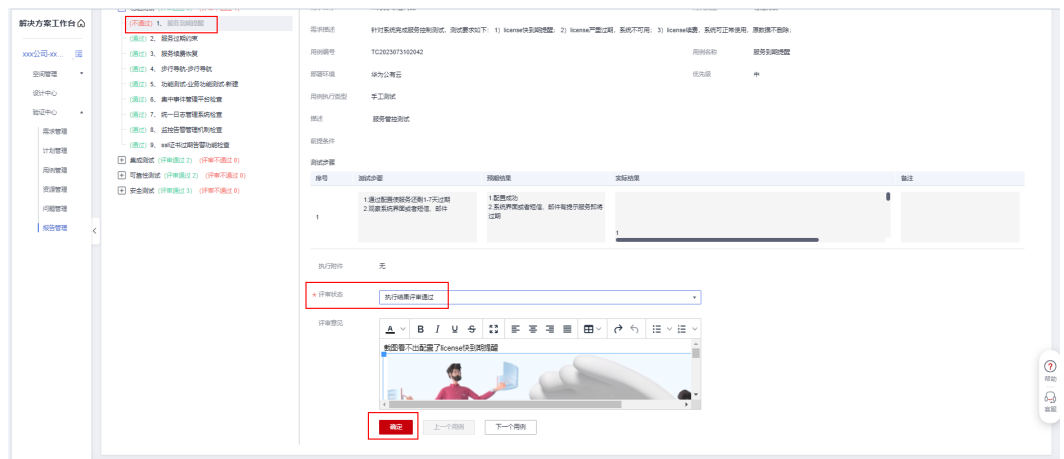 解决方案工作台
xxx公司-xx...
空间管理
设计中心
验证中心
需求管理
计划管理
用例管理
资源管理
问题管理
报告管理
(不通过) 1、 服务到期提醒
(通过) 2、 服务过期约束
(通过) 3、 服务续费恢复
(通过) 4、 步行导航-步行导航
(通过) 5、 功能测试-业务功能测试-新建
(通过) 6、 集中事件管理平台检查
(通过) 7、 统一日志管理系统检查
(通过) 8、 监控告警管理机制检查
(通过) 9、 ssl证书过期告警功能检查
集成测试 (评审通过 2) (评审不通过 0)
可靠性测试 (评审通过 2) (评审不通过 0)
安全测试 (评审通过 3) (评审不通过 0)
需求描述 针对系统完成服务控制测试，测试要求如下： 1）license快到期提醒； 2）license严重过期，系统不可用； 3）license续费，系统可正常使用，原数据不删除；
用例编号 TC2023073102042 用例名称 服务到期提醒
部署环境 华为公有云 优先级 中
用例执行类型 手工测试
描述 服务管控测试
前提条件
测试步骤
序号 测试步骤 预期结果 实际结果 备注
1 1.通过配置使服务还剩1-7天过期
2.观察系统界面或者短信、邮件
1.配置成功
2.系统界面或者短信、邮件有提示服务即将过期
1
执行附件 无
* 评审状态 执行结果评审通过
评审意见
A B I U S
截图看不出配置了license快到期提醒
确定 上一个用例 下一个用例
帮助
客服